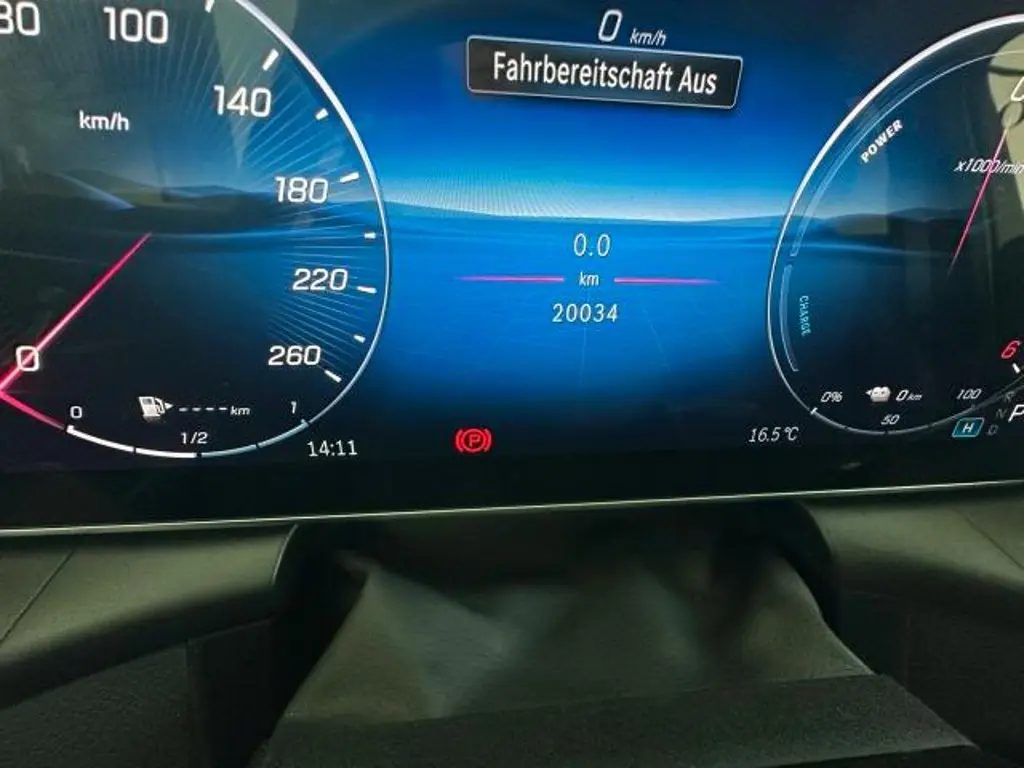 80
100
140
km/h
180
220
260
0
0
1/2
1
---- km
14:11
0 km/h
Fahrbereitschaft Aus
0.0
km
20034
P
16.5°C
POWER
CHARGE
x1000/min
6
0%
50
100
0 km
H
R
N
D
P